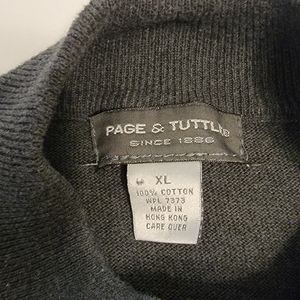 PAGE & TUTTLE
SINCE 1886
XL
100% COTTON
WPL 7373
MADE IN
HONG KONG
CARE OVER